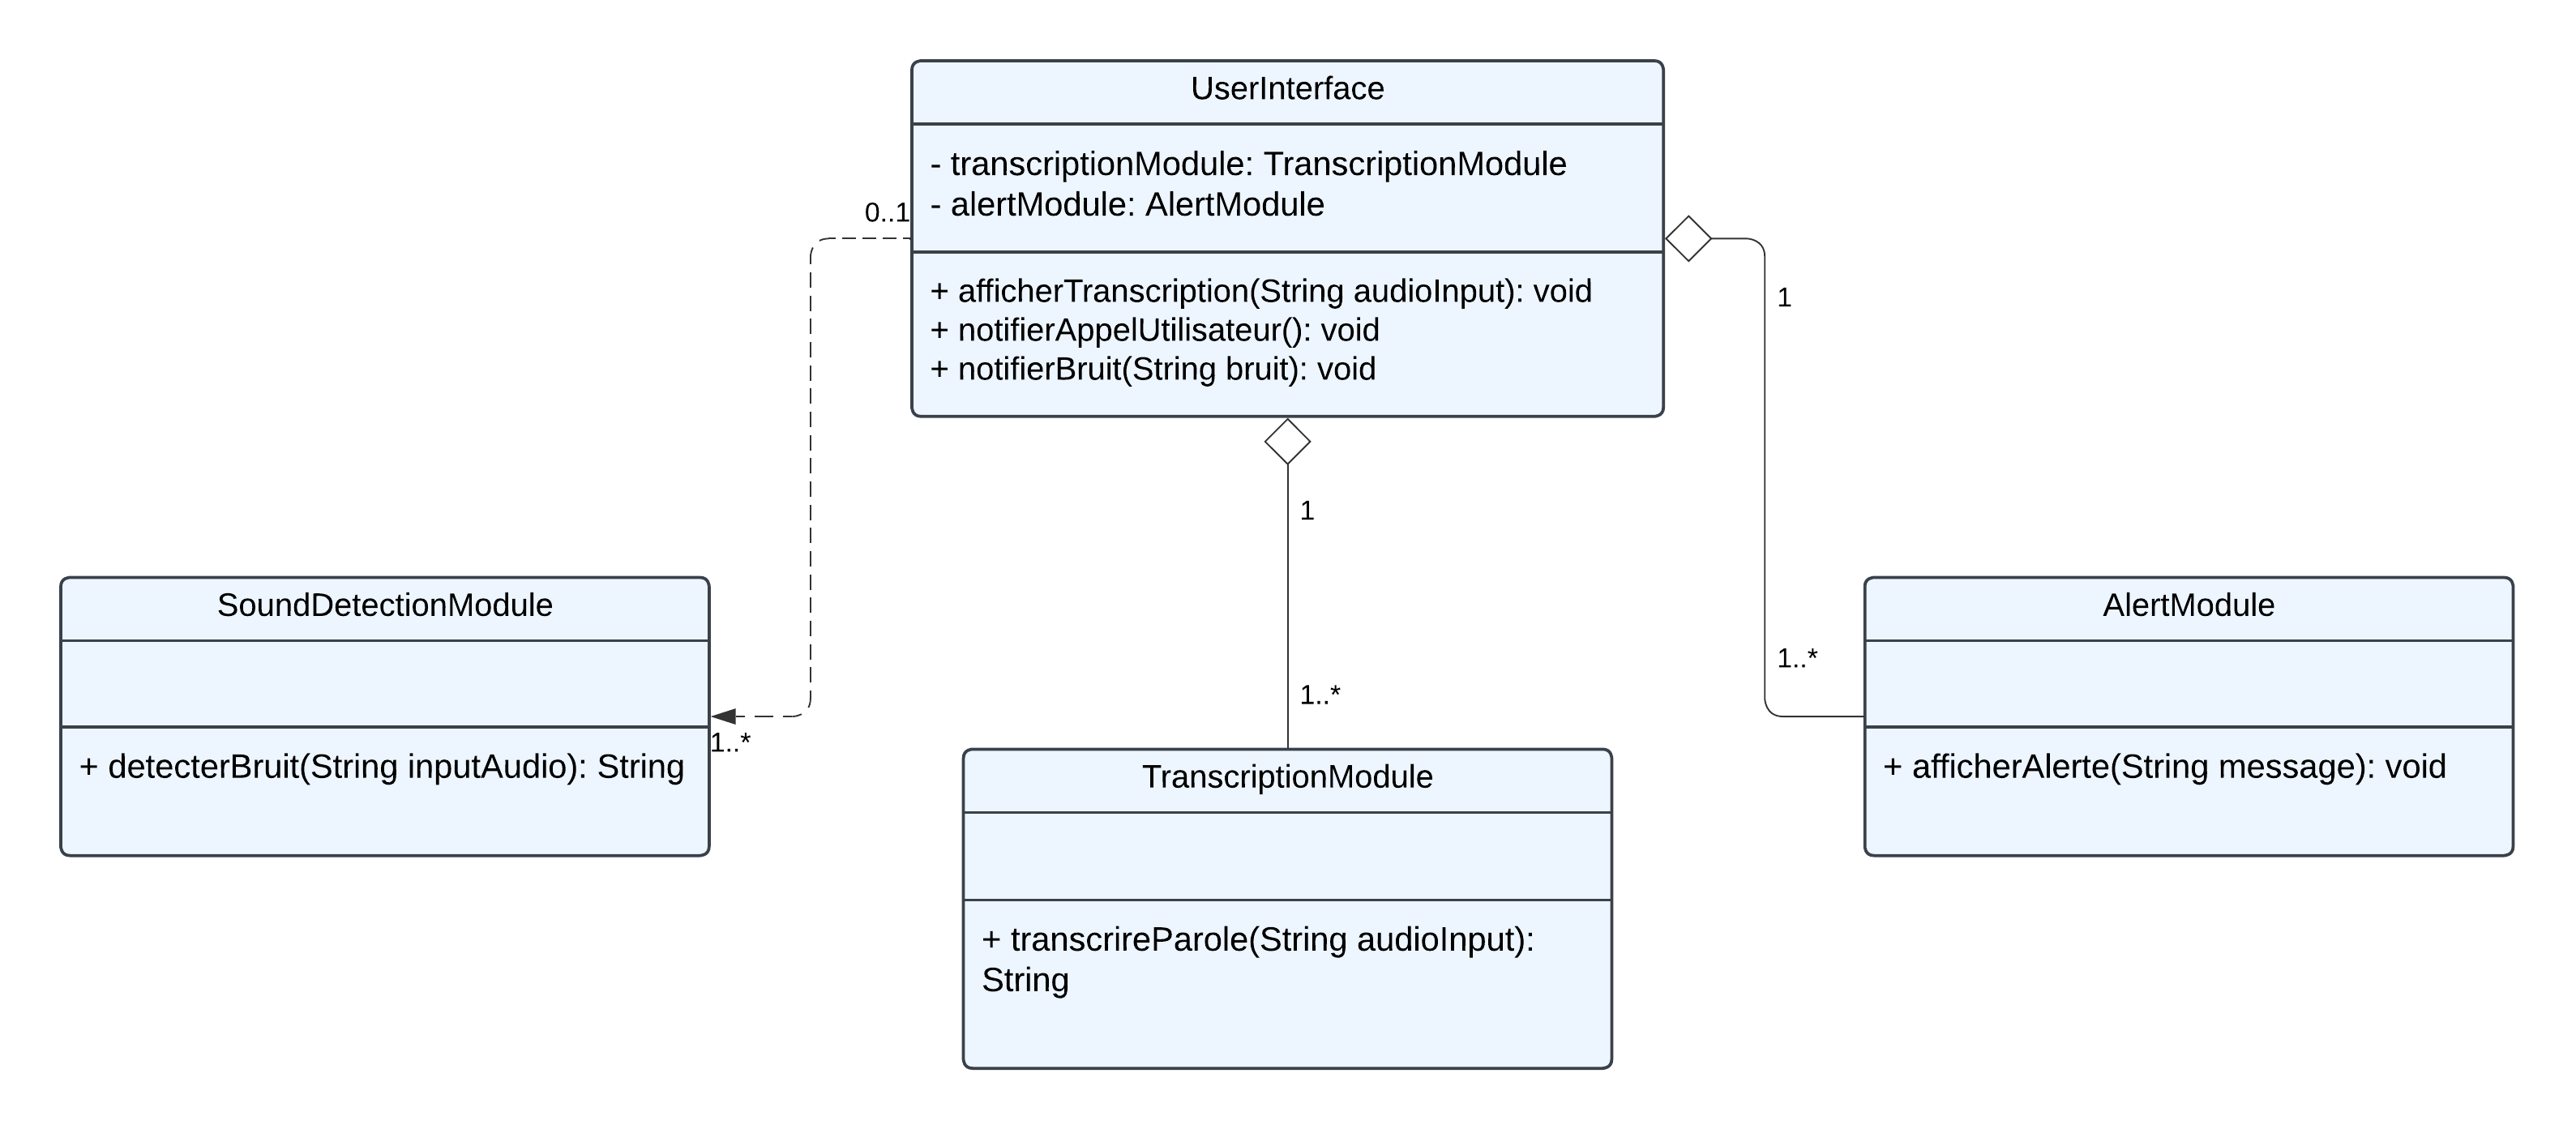 UserInterface
- transcriptionModule: TranscriptionModule
- alertModule: AlertModule
+ afficherTranscription(String audioInput): void
+ notifierAppelUtilisateur(): void
+ notifierBruit(String bruit): void
0..1
1
1
1..*
1..*
1..*
SoundDetectionModule
+ detecterBruit(String inputAudio): String
TranscriptionModule
+ transcrireParole(String audioInput):
String
AlertModule
+ afficherAlerte(String message): void